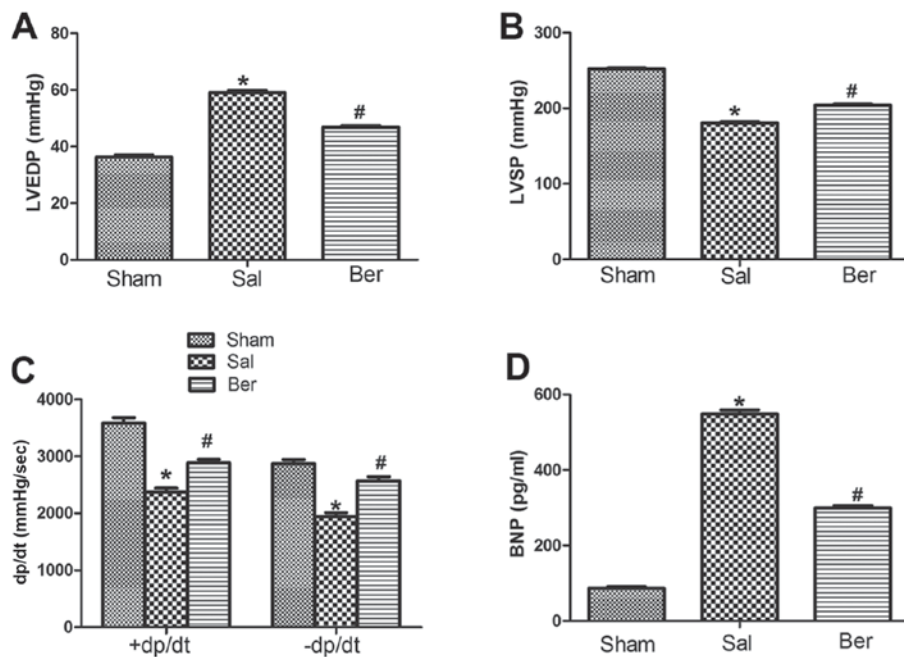 A
LVEDP (mmHg)
80
60
40
20
0
*
#
Sham
Sal
Ber
B
LVSP (mmHg)
300
200
100
0
*
#
Sham
Sal
Ber
Sham
Sal
Ber
C
dp/dt (mmHg/sec)
4000
3000
2000
1000
0
*
#
*
#
+dp/dt
-dp/dt
D
BNP (pg/ml)
600
400
200
0
*
#
Sham
Sal
Ber